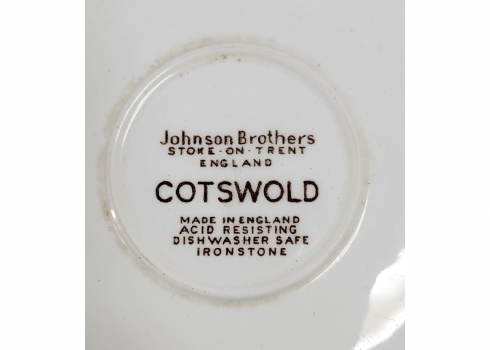 Johnson Brothers
STOKE-ON-TRENT
ENGLAND
COTSWOLD
MADE IN ENGLAND
ACID RESISTING
DISHWASHER SAFE
IRONSTONE